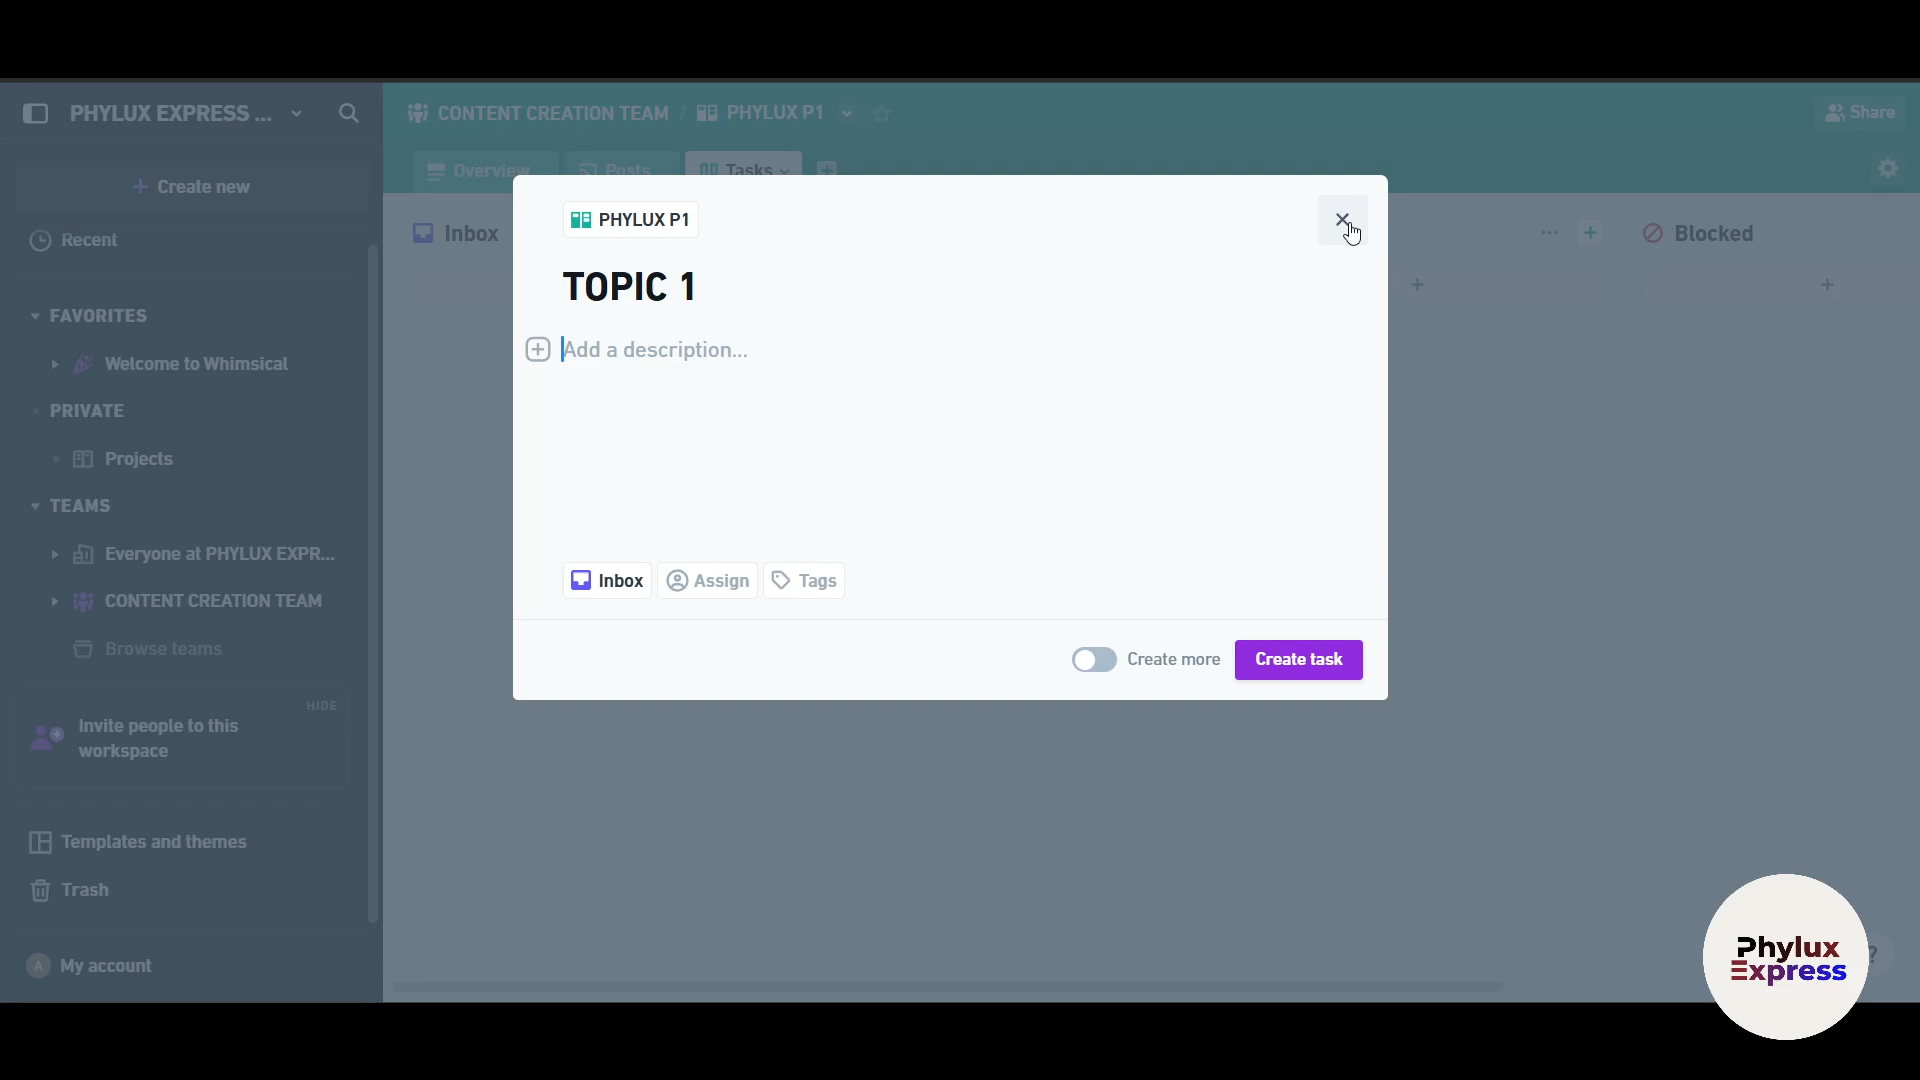 PHYLUX EXPRESS ...
CONTENT CREATION TEAM / PHYLUX P1
Share
Overview
Posts
Tasks
Create new
Recent
FAVORITES
Welcome to Whimsical
PRIVATE
Projects
TEAMS
Everyone at PHYLUX EXPR...
CONTENT CREATION TEAM
Browse teams
HIDE
Invite people to this
workspace
Templates and themes
Trash
A My account
Inbox
Blocked
PHYLUX P1
TOPIC 1
Add a description...
Inbox
Assign
Tags
Create more
Create task
Phylux
Express
?